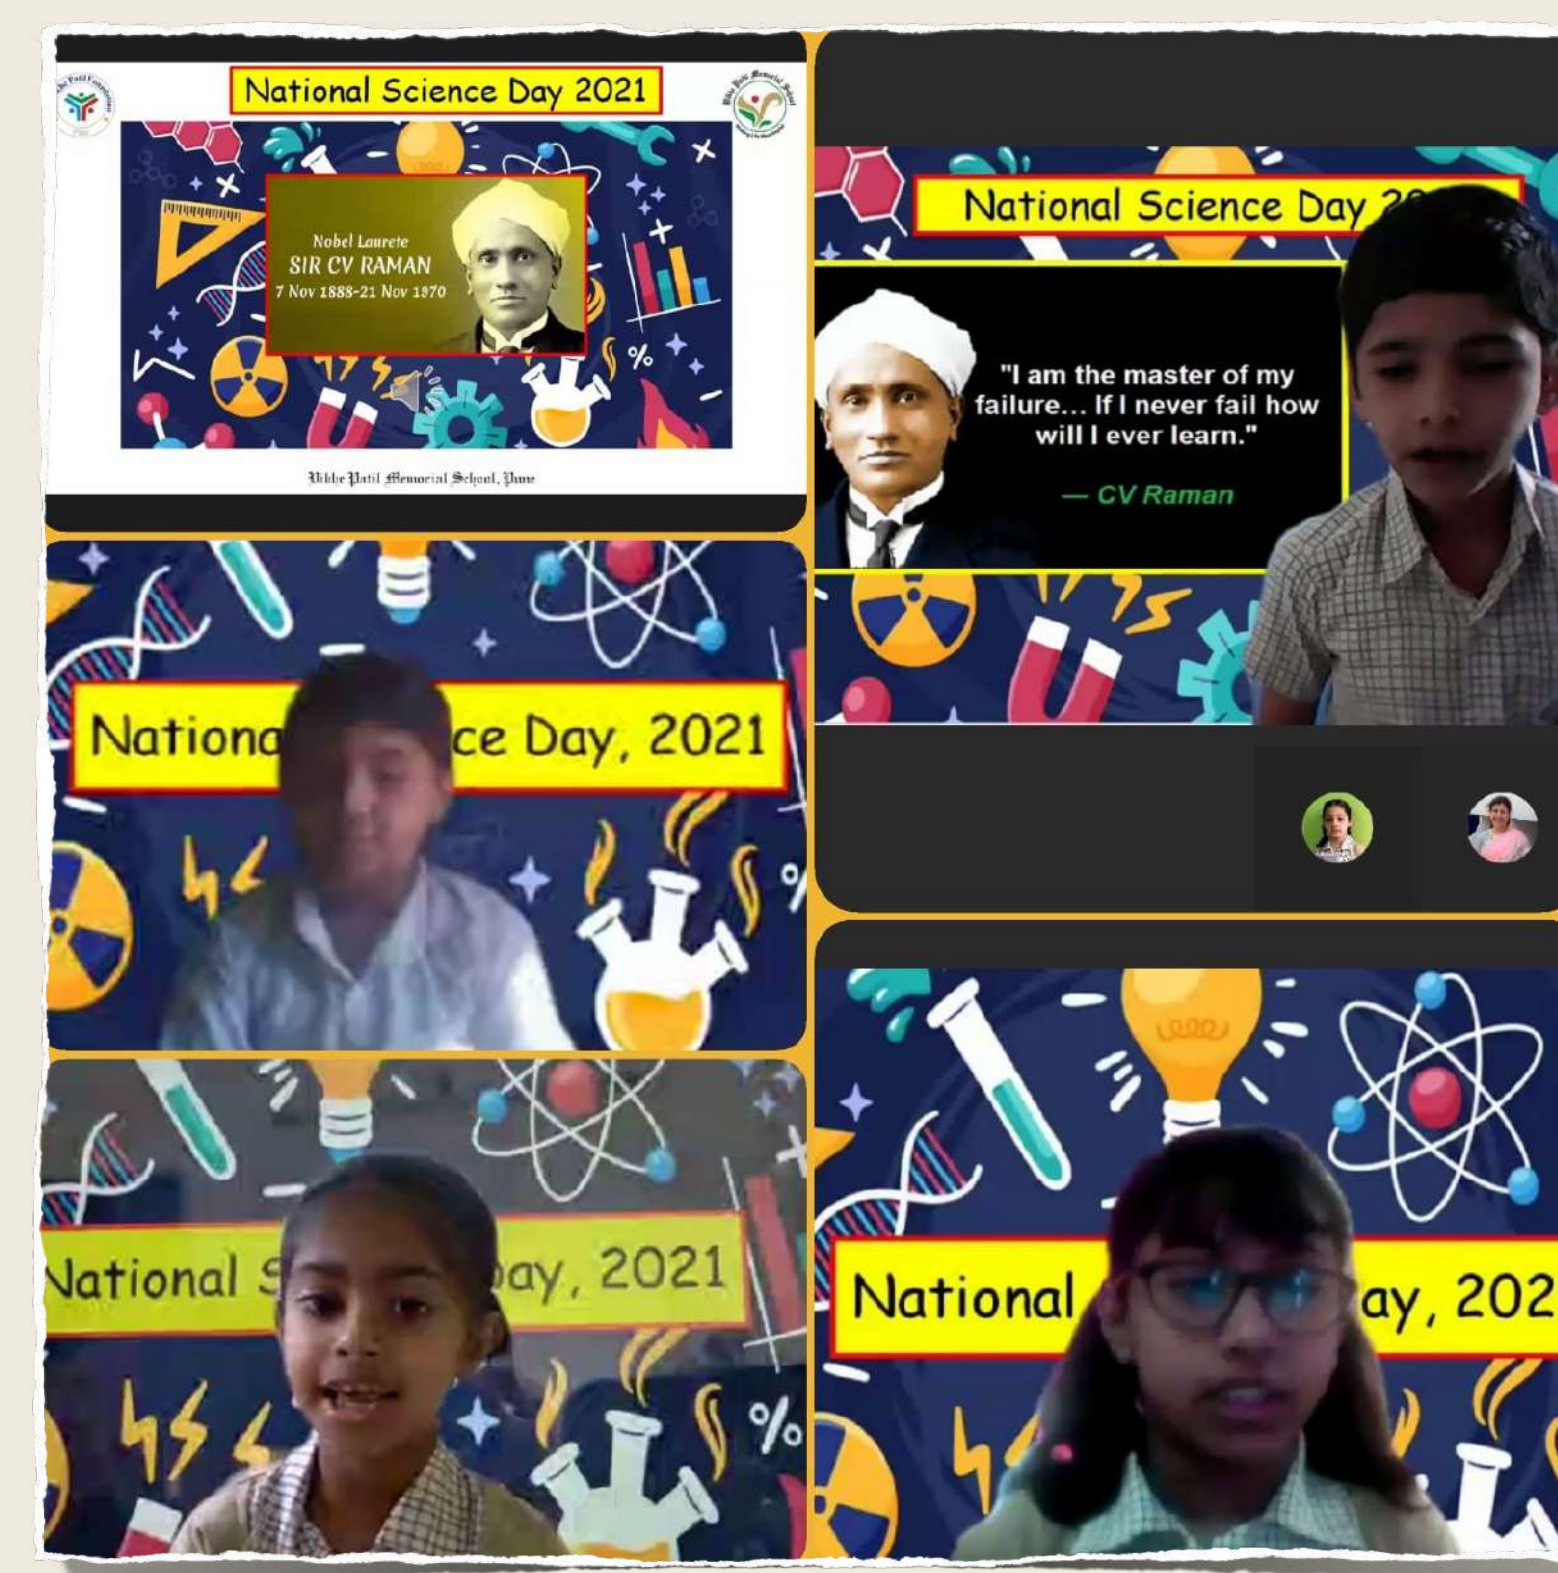 National Science Day 2021
Nobel Laurete
SIR CV RAMAN
7 Nov 1888-21 Nov 1970
%
Vikhe Patil Memorial School, Pune
National Science Day 20
"I am the master of my
failure... If I never fail how
will I ever learn."
— CV Raman
Nationa ce Day, 2021
%
National S ay, 2021
%
National ay, 202